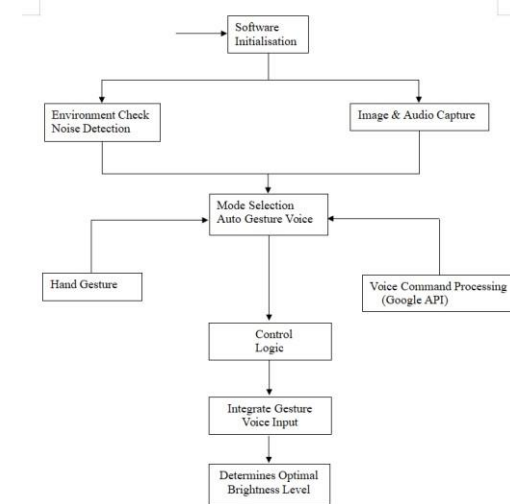 Software
Initialisation
Environment Check
Noise Detection
Image & Audio Capture
Mode Selection
Auto Gesture Voice
Hand Gesture
Voice Command Processing
(Google API)
Control
Logic
Integrate Gesture
Voice Input
Determines Optimal
Brightness Level